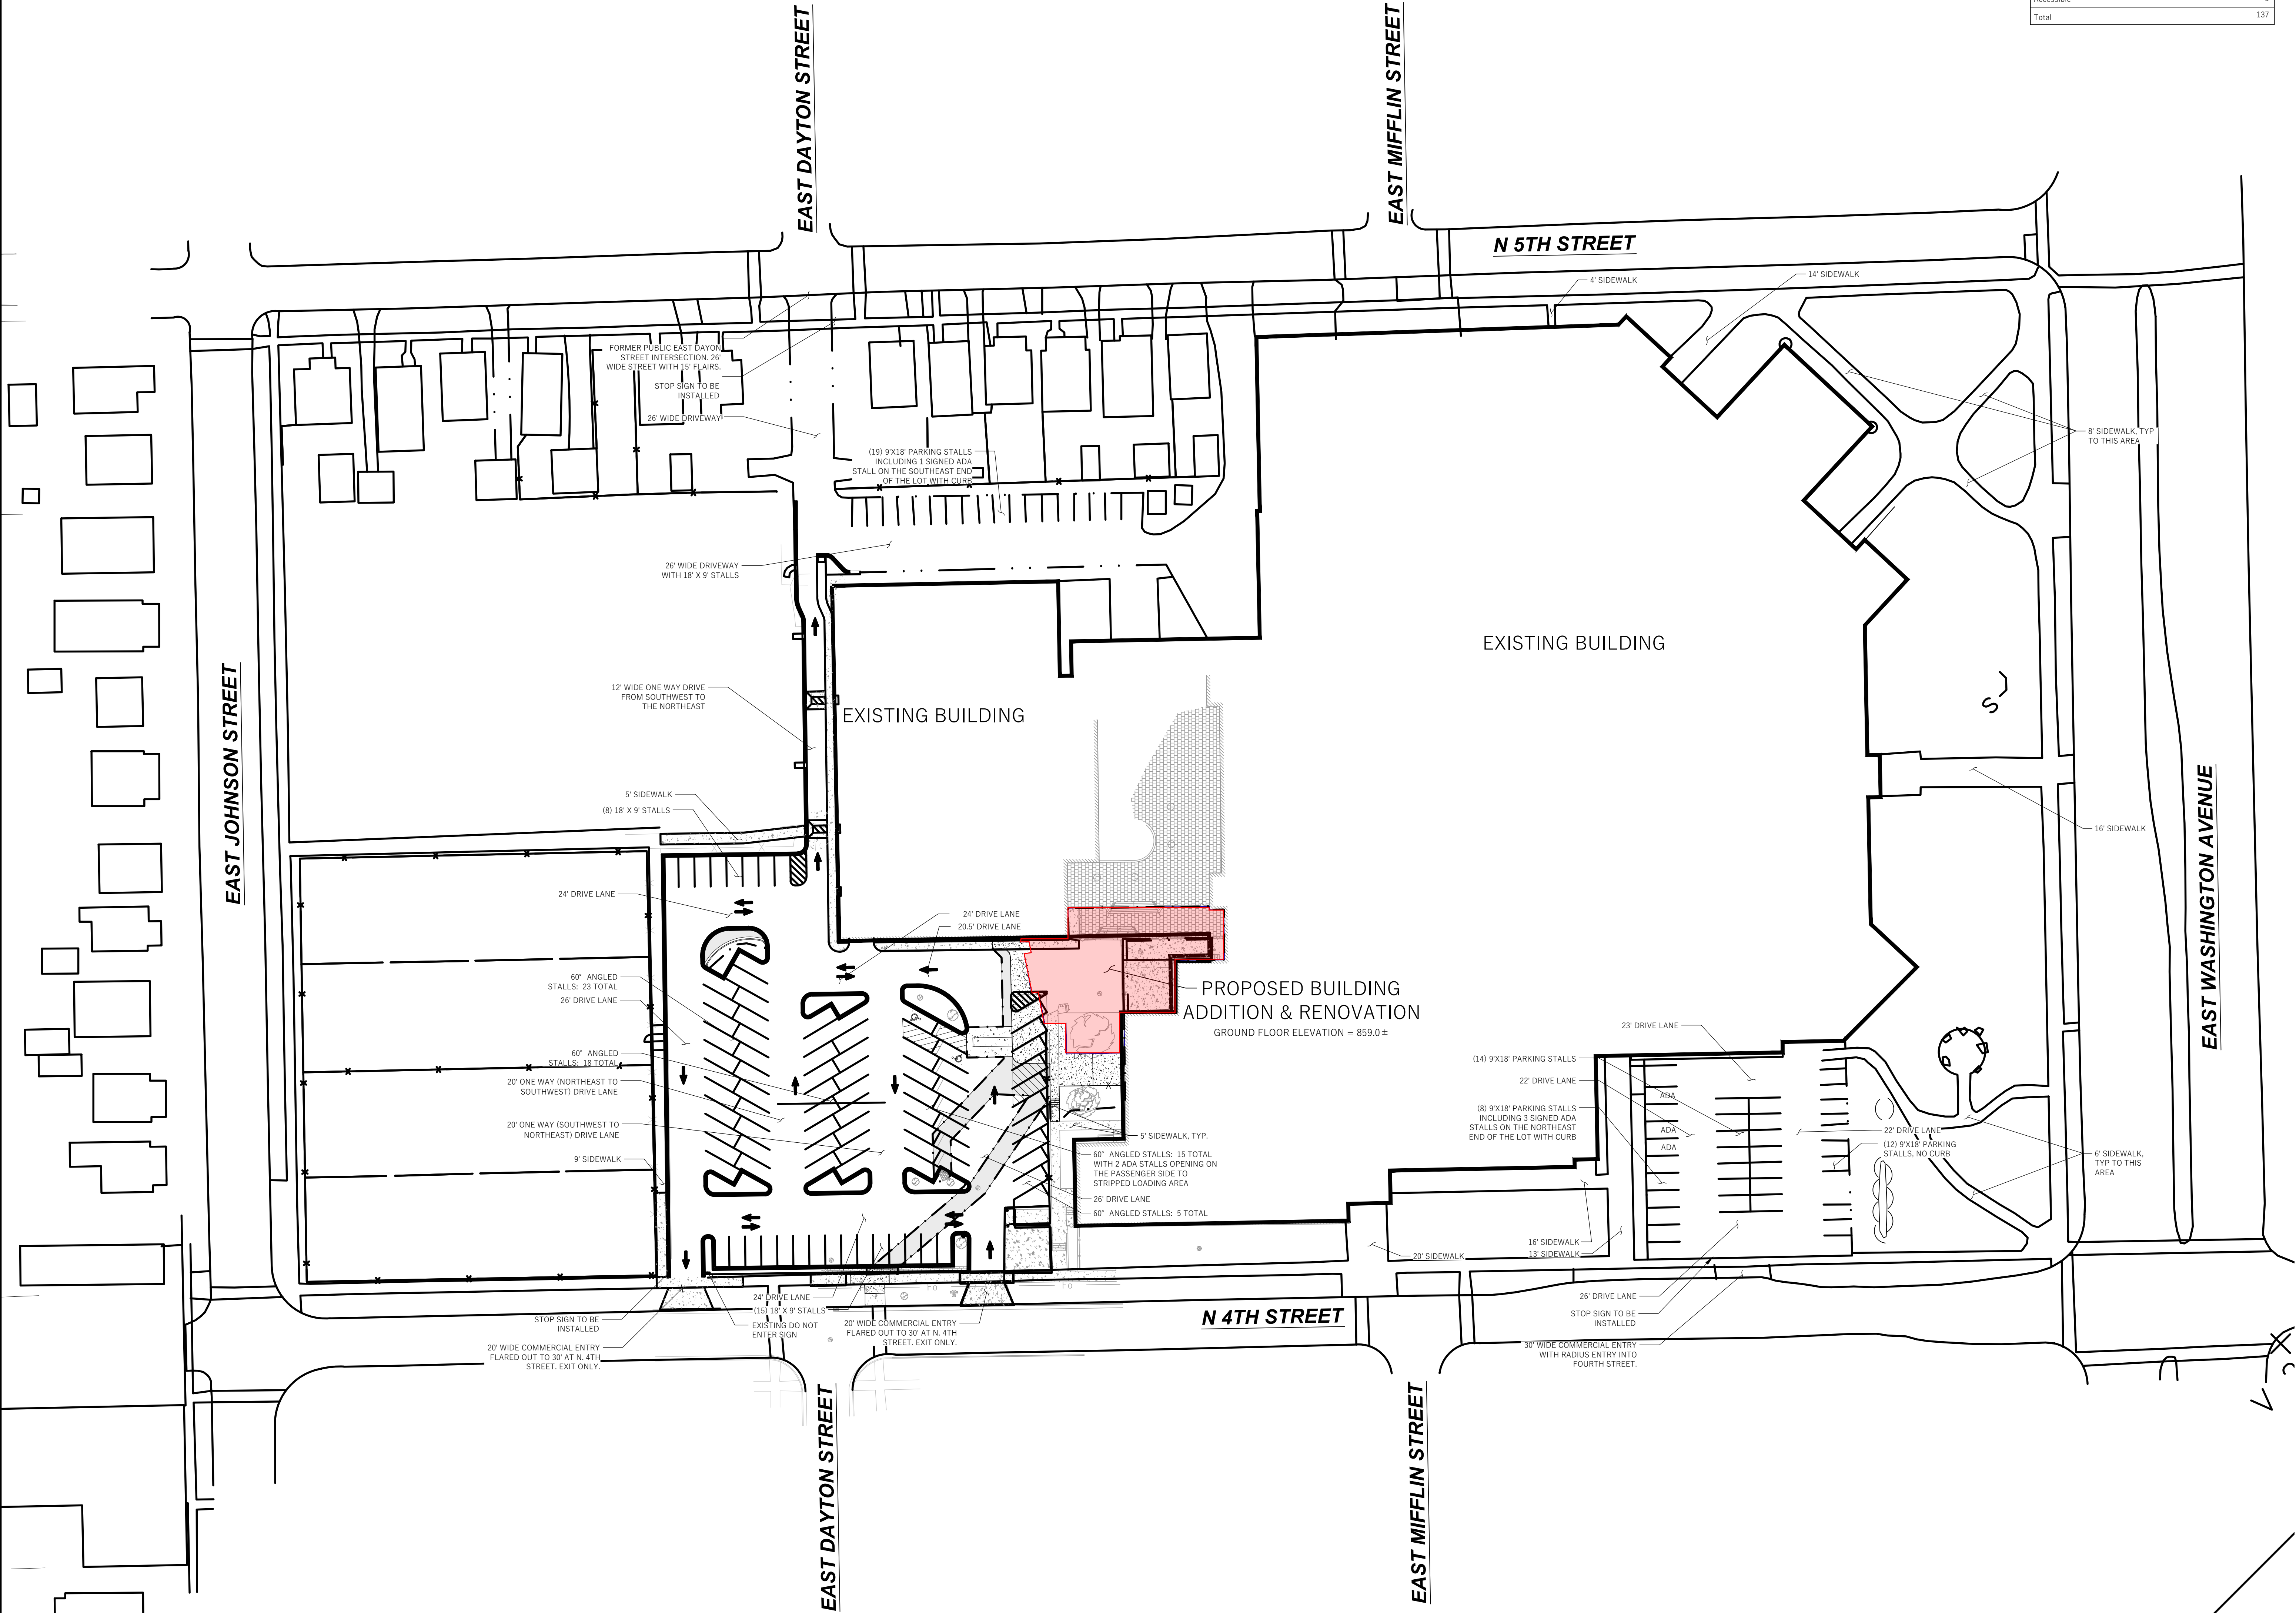 Total 137
EAST DAYTON STREET
EAST MIFFLIN STREET
N 5TH STREET
4' SIDEWALK
14' SIDEWALK
FORMER PUBLIC EAST DAYON
STREET INTERSECTION. 26'
WIDE STREET WITH 15' FLAIRS.
STOP SIGN TO BE
INSTALLED
26' WIDE DRIVEWAY
(19) 9'X18' PARKING STALLS
INCLUDING 1 SIGNED ADA
STALL ON THE SOUTHEAST END
OF THE LOT WITH CURB
8' SIDEWALK, TYP
TO THIS AREA
26' WIDE DRIVEWAY
WITH 18' X 9' STALLS
EXISTING BUILDING
12' WIDE ONE WAY DRIVE
FROM SOUTHWEST TO
THE NORTHEAST
EXISTING BUILDING
EAST JOHNSON STREET
5' SIDEWALK
(8) 18' X 9' STALLS
16' SIDEWALK
EAST WASHINGTON AVENUE
24' DRIVE LANE
24' DRIVE LANE
20.5' DRIVE LANE
60° ANGLED
STALLS: 23 TOTAL
26' DRIVE LANE
PROPOSED BUILDING
ADDITION & RENOVATION
GROUND FLOOR ELEVATION = 859.0±
60° ANGLED
STALLS: 18 TOTAL
20' ONE WAY (NORTHEAST TO
SOUTHWEST) DRIVE LANE
20' ONE WAY (SOUTHWEST TO
NORTHEAST) DRIVE LANE
9' SIDEWALK
23' DRIVE LANE
(14) 9'X18' PARKING STALLS
22' DRIVE LANE
(8) 9'X18' PARKING STALLS
INCLUDING 3 SIGNED ADA
STALLS ON THE NORTHEAST
END OF THE LOT WITH CURB
ADA
ADA
ADA
22' DRIVE LANE
(12) 9'X18' PARKING
STALLS, NO CURB
6' SIDEWALK,
TYP TO THIS
AREA
5' SIDEWALK, TYP.
60° ANGLED STALLS: 15 TOTAL
WITH 2 ADA STALLS OPENING ON
THE PASSENGER SIDE TO
STRIPPED LOADING AREA
26' DRIVE LANE
60° ANGLED STALLS: 5 TOTAL
16' SIDEWALK
13' SIDEWALK
20' SIDEWALK
24' DRIVE LANE
(15) 18' X 9' STALLS
STOP SIGN TO BE
INSTALLED
EXISTING DO NOT
ENTER SIGN
20' WIDE COMMERCIAL ENTRY
FLARED OUT TO 30' AT N. 4TH
STREET. EXIT ONLY.
20' WIDE COMMERCIAL ENTRY
FLARED OUT TO 30' AT N. 4TH
STREET. EXIT ONLY.
N 4TH STREET
26' DRIVE LANE
STOP SIGN TO BE
INSTALLED
30' WIDE COMMERCIAL ENTRY
WITH RADIUS ENTRY INTO
FOURTH STREET.
EAST DAYTON STREET
EAST MIFFLIN STREET